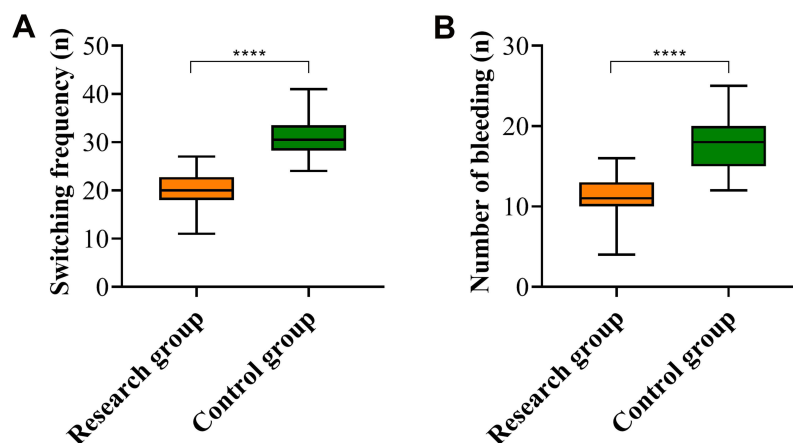 A
Switching frequency (n)
50
40
30
20
10
0
****
Research group
Control group
B
Number of bleeding (n)
30
20
10
0
****
Research group
Control group